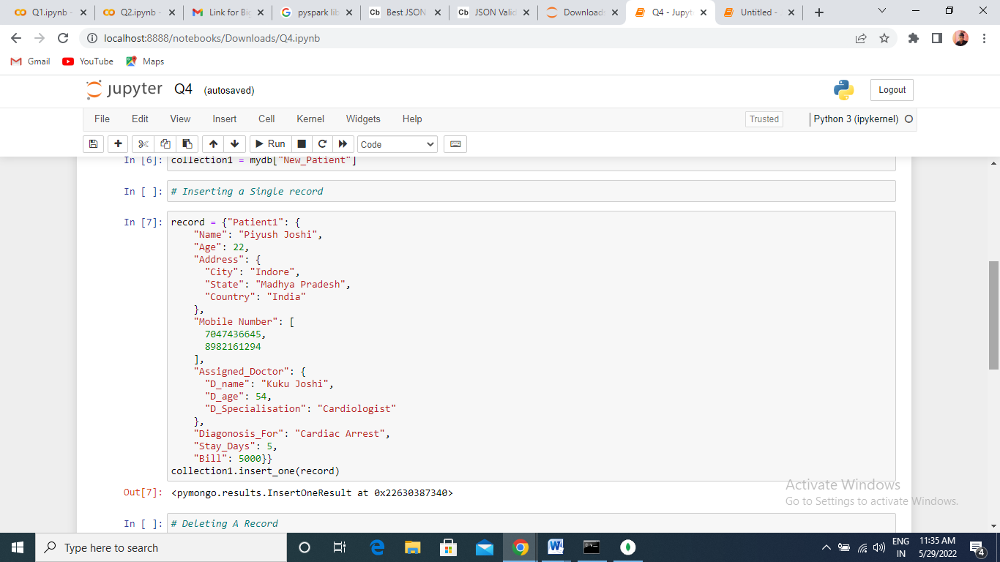 Q1.ipynb -
Q2.ipynb -
Link for Big
pyspark lib
Best JSON
JSON Valid
Download
Q4 - Jupyt
Untitled -
localhost:8888/notebooks/Downloads/Q4.ipynb
Gmail YouTube Maps
jupyter Q4 (autosaved)
Logout
File Edit View Insert Cell Kernel Widgets Help
Trusted Python 3 (ipykernel)
Run Code
In [6]: collection1 = mydb["New_Patient"]
In [ ]: # Inserting a Single record
In [7]: record = {"Patient1": {
"Name": "Piyush Joshi",
"Age": 22,
"Address": {
"City": "Indore",
"State": "Madhya Pradesh",
"Country": "India"
},
"Mobile Number": [
7047436645,
8982161294
],
"Assigned_Doctor": {
"D_name": "Kuku Joshi",
"D_age": 54,
"D_Specialisation": "Cardiologist"
},
"Diagonosis_For": "Cardiac Arrest",
"Stay_Days": 5,
"Bill": 5000}}
collection1.insert_one(record)
Out[7]: <pymongo.results.InsertOneResult at 0x22630387340>
In [ ]: # Deleting A Record
Activate Windows
Go to Settings to activate Windows.
Type here to search
ENG
IN
11:35 AM
5/29/2022
4